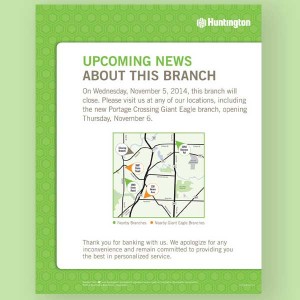 Huntington
UPCOMING NEWS
ABOUT THIS BRANCH
On Wednesday, November 5, 2014, this branch will
close. Please visit us at any of our locations, including
the new Portage Crossing Giant Eagle branch, opening
Thursday, November 6.
Nearby Branches
Nearby Giant Eagle Branches
Thank you for banking with us. We apologize for any
inconvenience and remain committed to providing you
the best in personalized service.